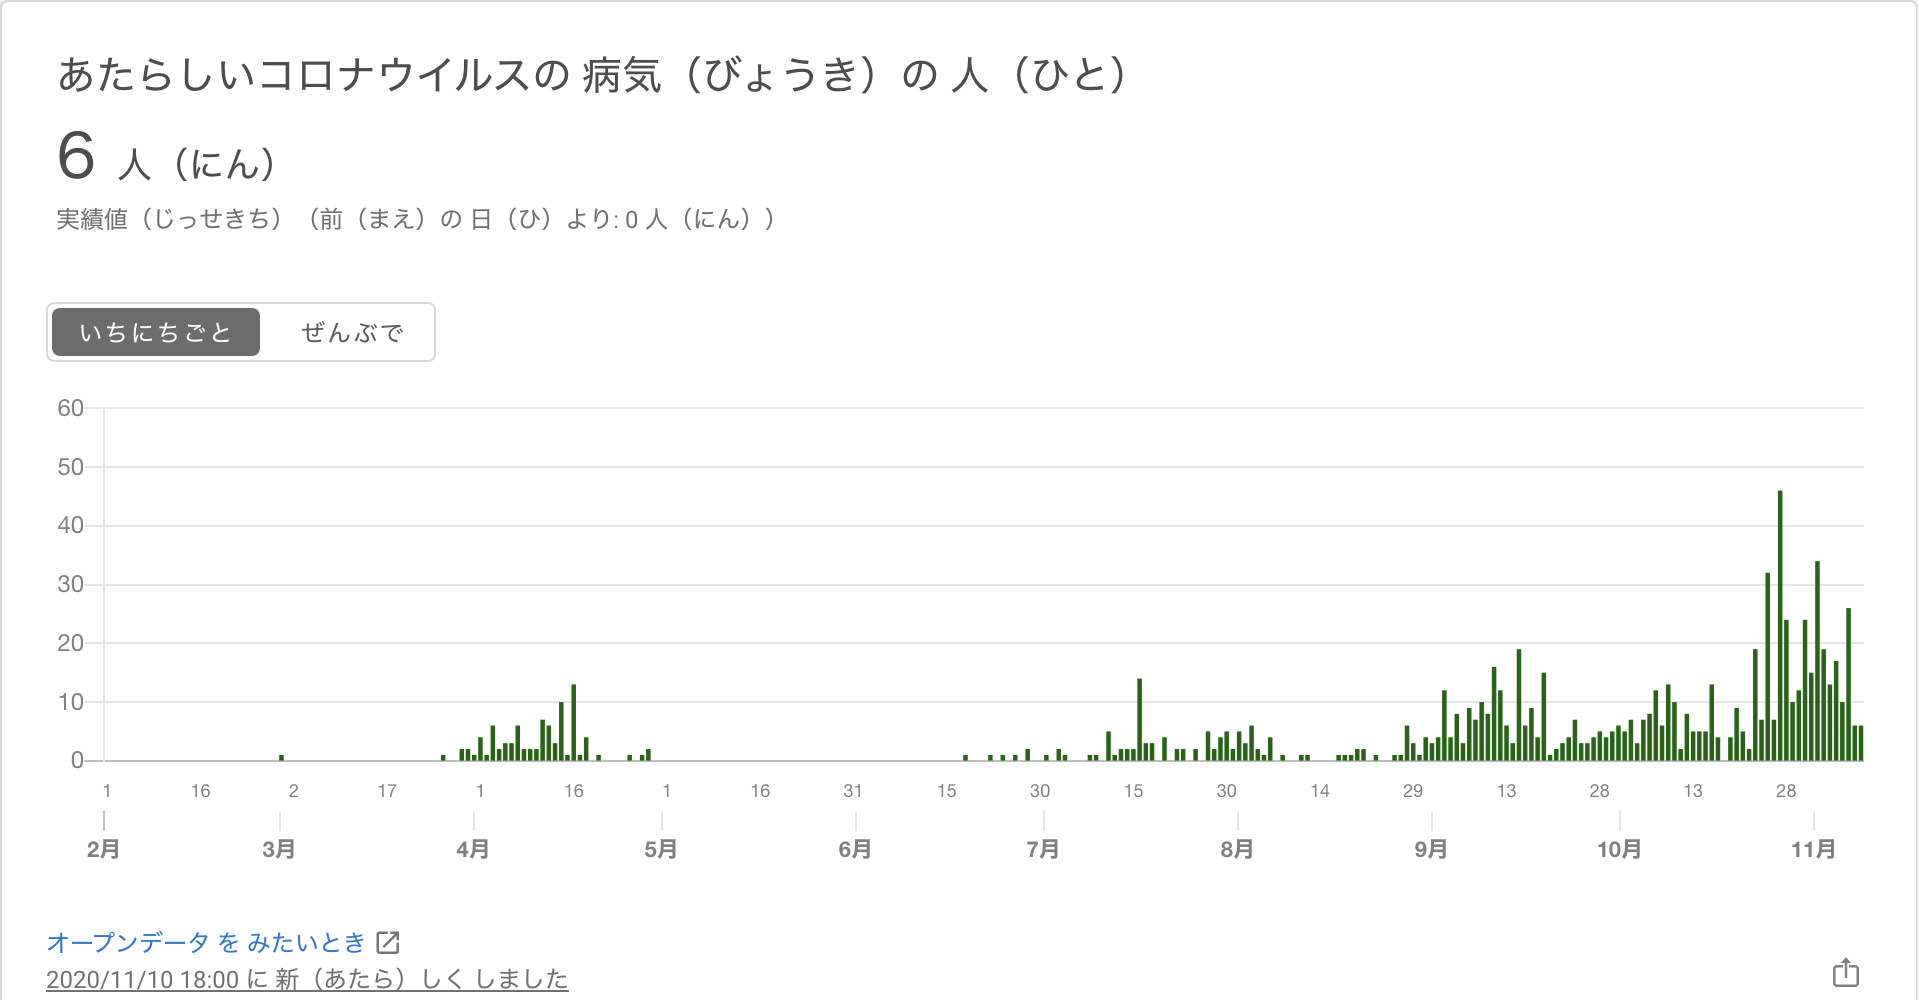 あたらしいコロナウイルスの 病気（びょうき）の 人（ひと）
6 人（にん）
実績値（じっせきち）（前（まえ）の 日（ひ）より: 0 人（にん））
いちにちごと ぜんぶで
60
50
40
30
20
10
0
1 16 2 17 1 16 1 16 31 15 30 15 30 14 29 13 28 13 28
2月 3月 4月 5月 6月 7月 8月 9月 10月 11月
オープンデータ を みたいとき
2020/11/10 18:00 に 新（あたら）しく しました